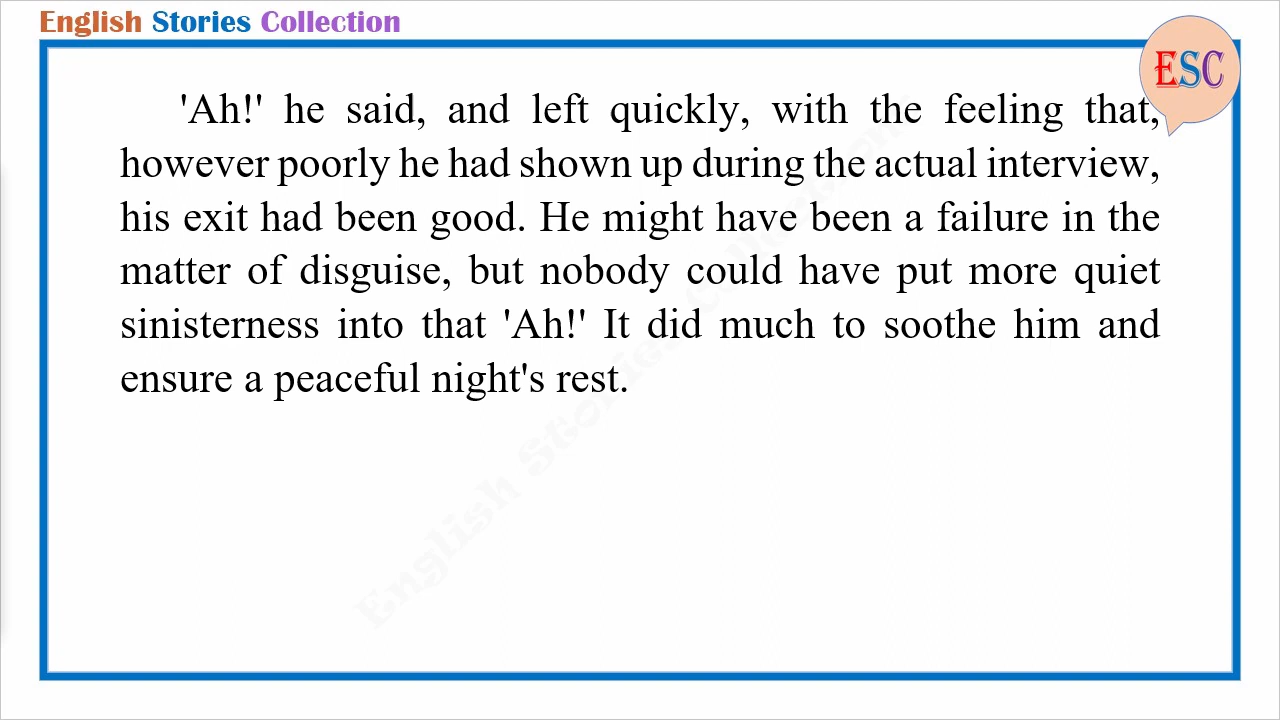 English Stories Collection
ESC
'Ah!' he said, and left quickly, with the feeling that,
however poorly he had shown up during the actual interview,
his exit had been good. He might have been a failure in the
matter of disguise, but nobody could have put more quiet
sinisterness into that 'Ah!' It did much to soothe him and
ensure a peaceful night's rest.
English Stories Collection